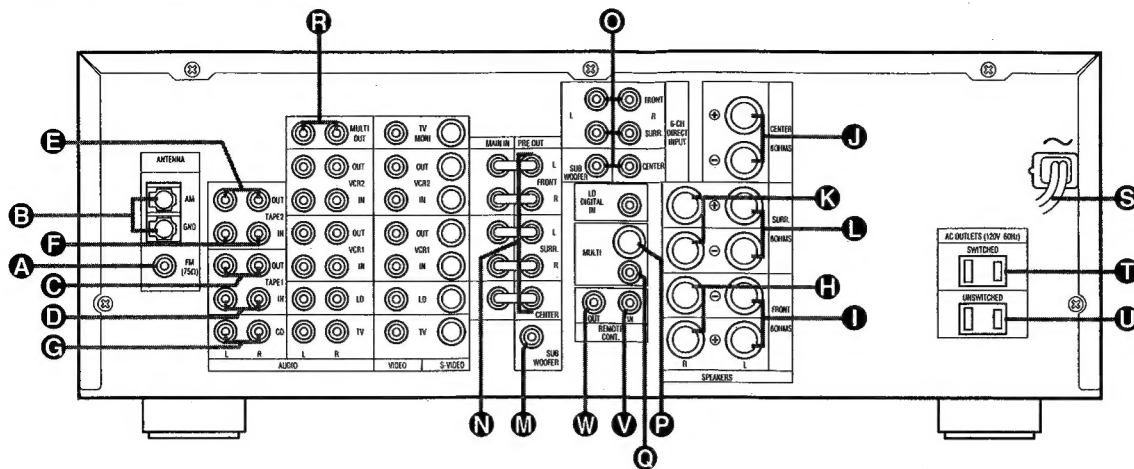 R
O
E
B
F
A
C
D
G
ANTENNA
AM
GND
FM
(75Ω)
OUT
TAPE2
IN
OUT
TAPE1
IN
CD
L R
AUDIO
MULTI
OUT
OUT
VCR2
IN
OUT
VCR1
IN
LD
TV
L R
TV
MONI
OUT
VCR2
IN
OUT
VCR1
IN
LD
TV
VIDEO
S-VIDEO
MAIN IN
PRE OUT
L
FRONT
R
L
SURR.
R
CENTER
SUB
WOOFER
L
FRONT
R
SURR.
SUB
WOOFER
CENTER
6-CH
DIRECT
INPUT
LD
DIGITAL
IN
MULTI
OUT
IN
REMOTE
CONT.
+
CENTER
−
6OHMS
+
SURR.
−
6OHMS
−
FRONT
+
6OHMS
R L
SPEAKERS
AC OUTLETS (120V 60Hz)
SWITCHED
UNSWITCHED
~
J
K
L
H
I
S
T
U
N
M
W
V
Q
P